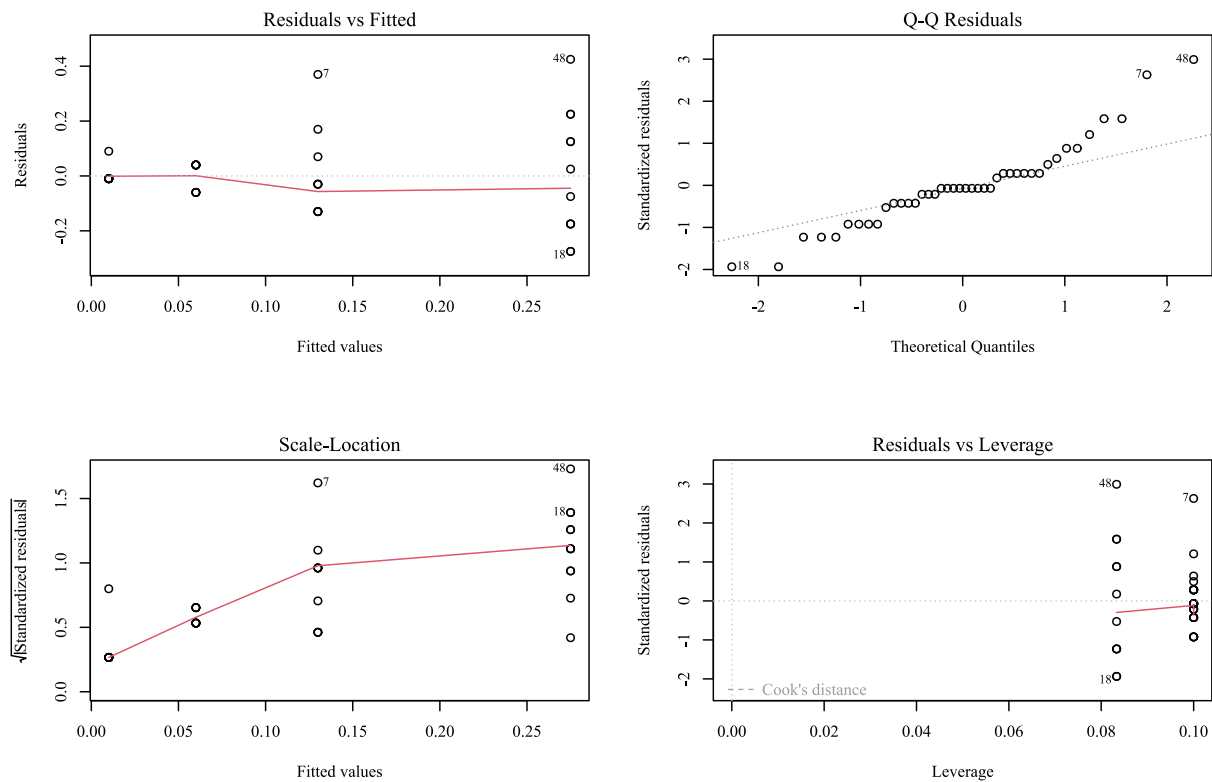 Residuals vs Fitted
Residuals
-0.2 0.0 0.2 0.4
48
7
18
0.00 0.05 0.10 0.15 0.20 0.25
Fitted values
Q-Q Residuals
Standardized residuals
-2 -1 0 1 2 3
48
7
18
-2 -1 0 1 2
Theoretical Quantiles
Scale-Location
√|Standardized residuals|
0.0 0.5 1.0 1.5
48
7
18
0.00 0.05 0.10 0.15 0.20 0.25
Fitted values
Residuals vs Leverage
Standardized residuals
-2 -1 0 1 2 3
48
7
18
Cook's distance
0.00 0.02 0.04 0.06 0.08 0.10
Leverage